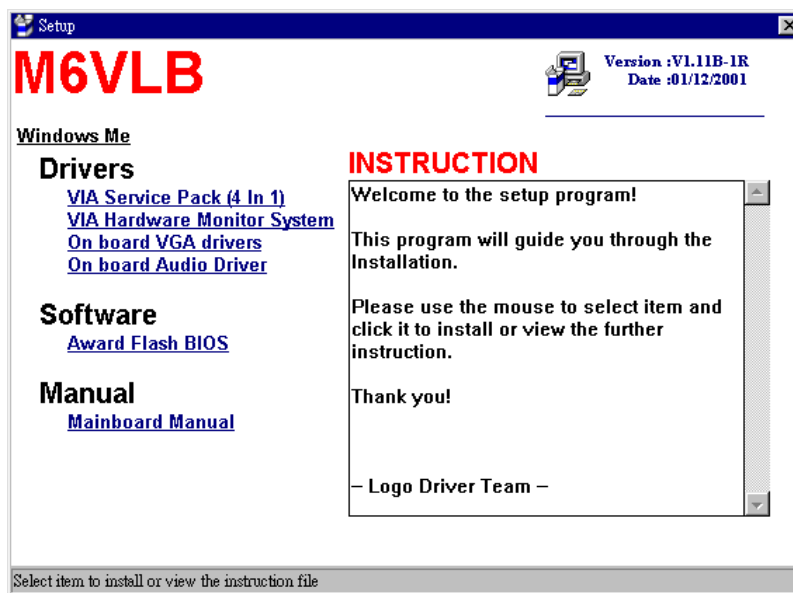 Setup
M6VLB
Version :V1.11B-1R
Date :01/12/2001
Windows Me
Drivers
VIA Service Pack (4 In 1)
VIA Hardware Monitor System
On board VGA drivers
On board Audio Driver
Software
Award Flash BIOS
Manual
Mainboard Manual
INSTRUCTION
Welcome to the setup program!
This program will guide you through the
Installation.
Please use the mouse to select item and
click it to install or view the further
instruction.
Thank you!
– Logo Driver Team –
Select item to install or view the instruction file